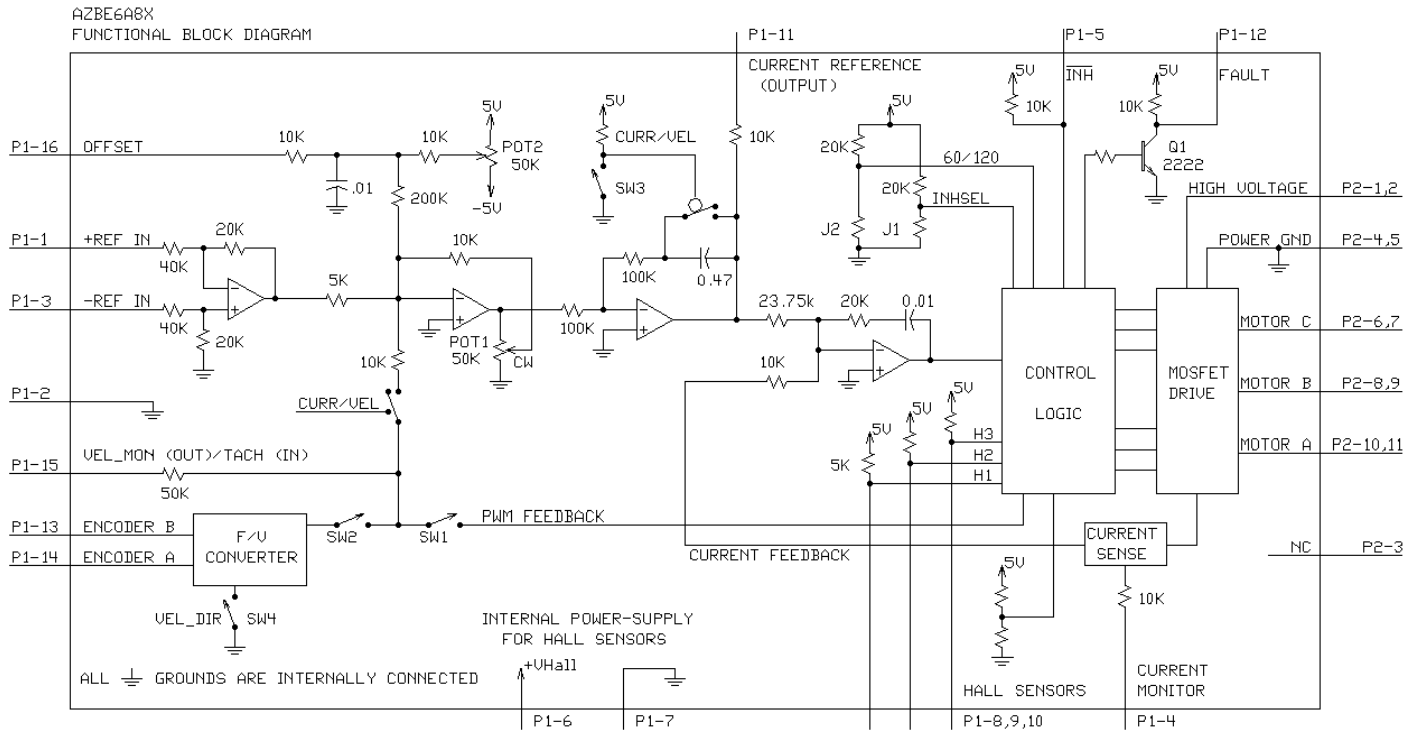 AZBE6A8X
FUNCTIONAL BLOCK DIAGRAM
P1-11
P1-5
P1-12
CURRENT REFERENCE
(OUTPUT)
5V
INH
10K
5V
10K
FAULT
Q1
2222
P1-16
OFFSET
10K
.01
10K
5V
POT2
50K
-5V
200K
5V
CURR/VEL
SW3
10K
5V
20K
60/120
20K
INHSEL
J2
J1
HIGH VOLTAGE
P2-1,2
POWER GND
P2-4,5
P1-1
+REF IN
40K
20K
P1-3
-REF IN
40K
20K
5K
10K
POT1
50K
CW
100K
100K
0.47
23.75k
20K
0.01
10K
CONTROL
LOGIC
MOSFET
DRIVE
MOTOR C
P2-6,7
MOTOR B
P2-8,9
MOTOR A
P2-10,11
10K
P1-2
CURR/VEL
5V
5V
5V
5K
H3
H2
H1
P1-15
VEL_MON (OUT)/TACH (IN)
50K
P1-13
ENCODER B
P1-14
ENCODER A
F/V
CONVERTER
SW2
SW1
PWM FEEDBACK
CURRENT FEEDBACK
CURRENT
SENSE
NC
P2-3
VEL_DIR
SW4
5V
10K
INTERNAL POWER-SUPPLY
FOR HALL SENSORS
+VHall
ALL GROUNDS ARE INTERNALLY CONNECTED
HALL SENSORS
CURRENT
MONITOR
P1-6
P1-7
P1-8,9,10
P1-4